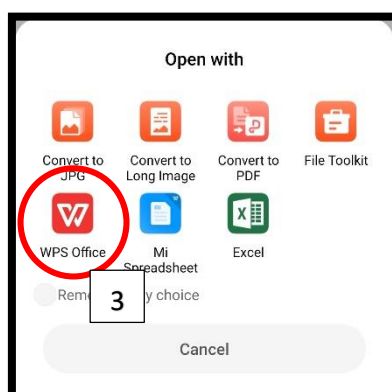 Open with
Convert to JPG
Convert to Long Image
Convert to PDF
File Toolkit
WPS Office
Mi Spreadsheet
Excel
3
y choice
Cancel